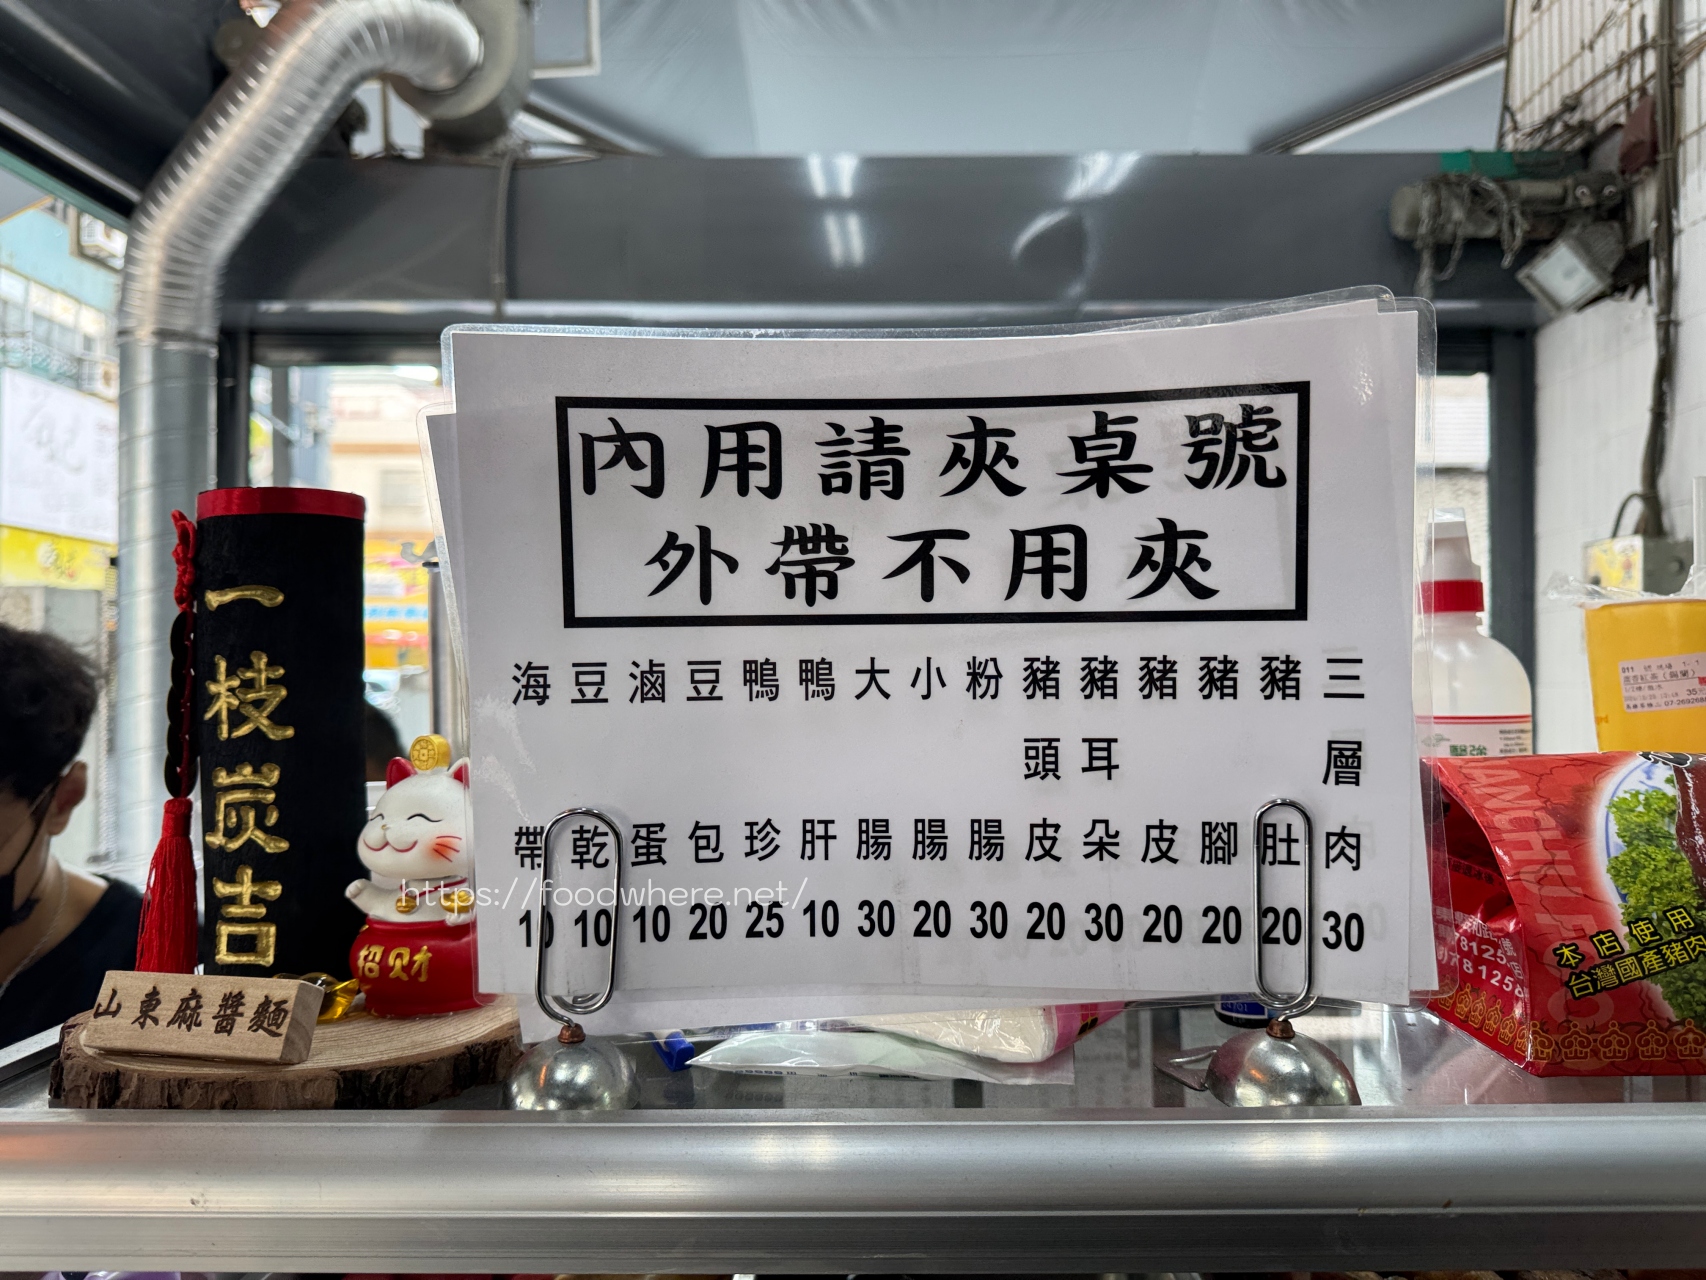 內用請夾桌號
外帶不用夾
三層肉 30
豬肚 20
豬腳 20
豬皮 20
豬耳朵 30
豬頭皮 20
粉腸 30
小腸 20
大腸 30
鴨肝 10
鴨珍 25
豆包 20
滷蛋 10
豆乾 10
海帶 10
一枝炭吉
山東麻醬麵
招财
https://foodwhere.net/
本店使用
台灣國產豬肉